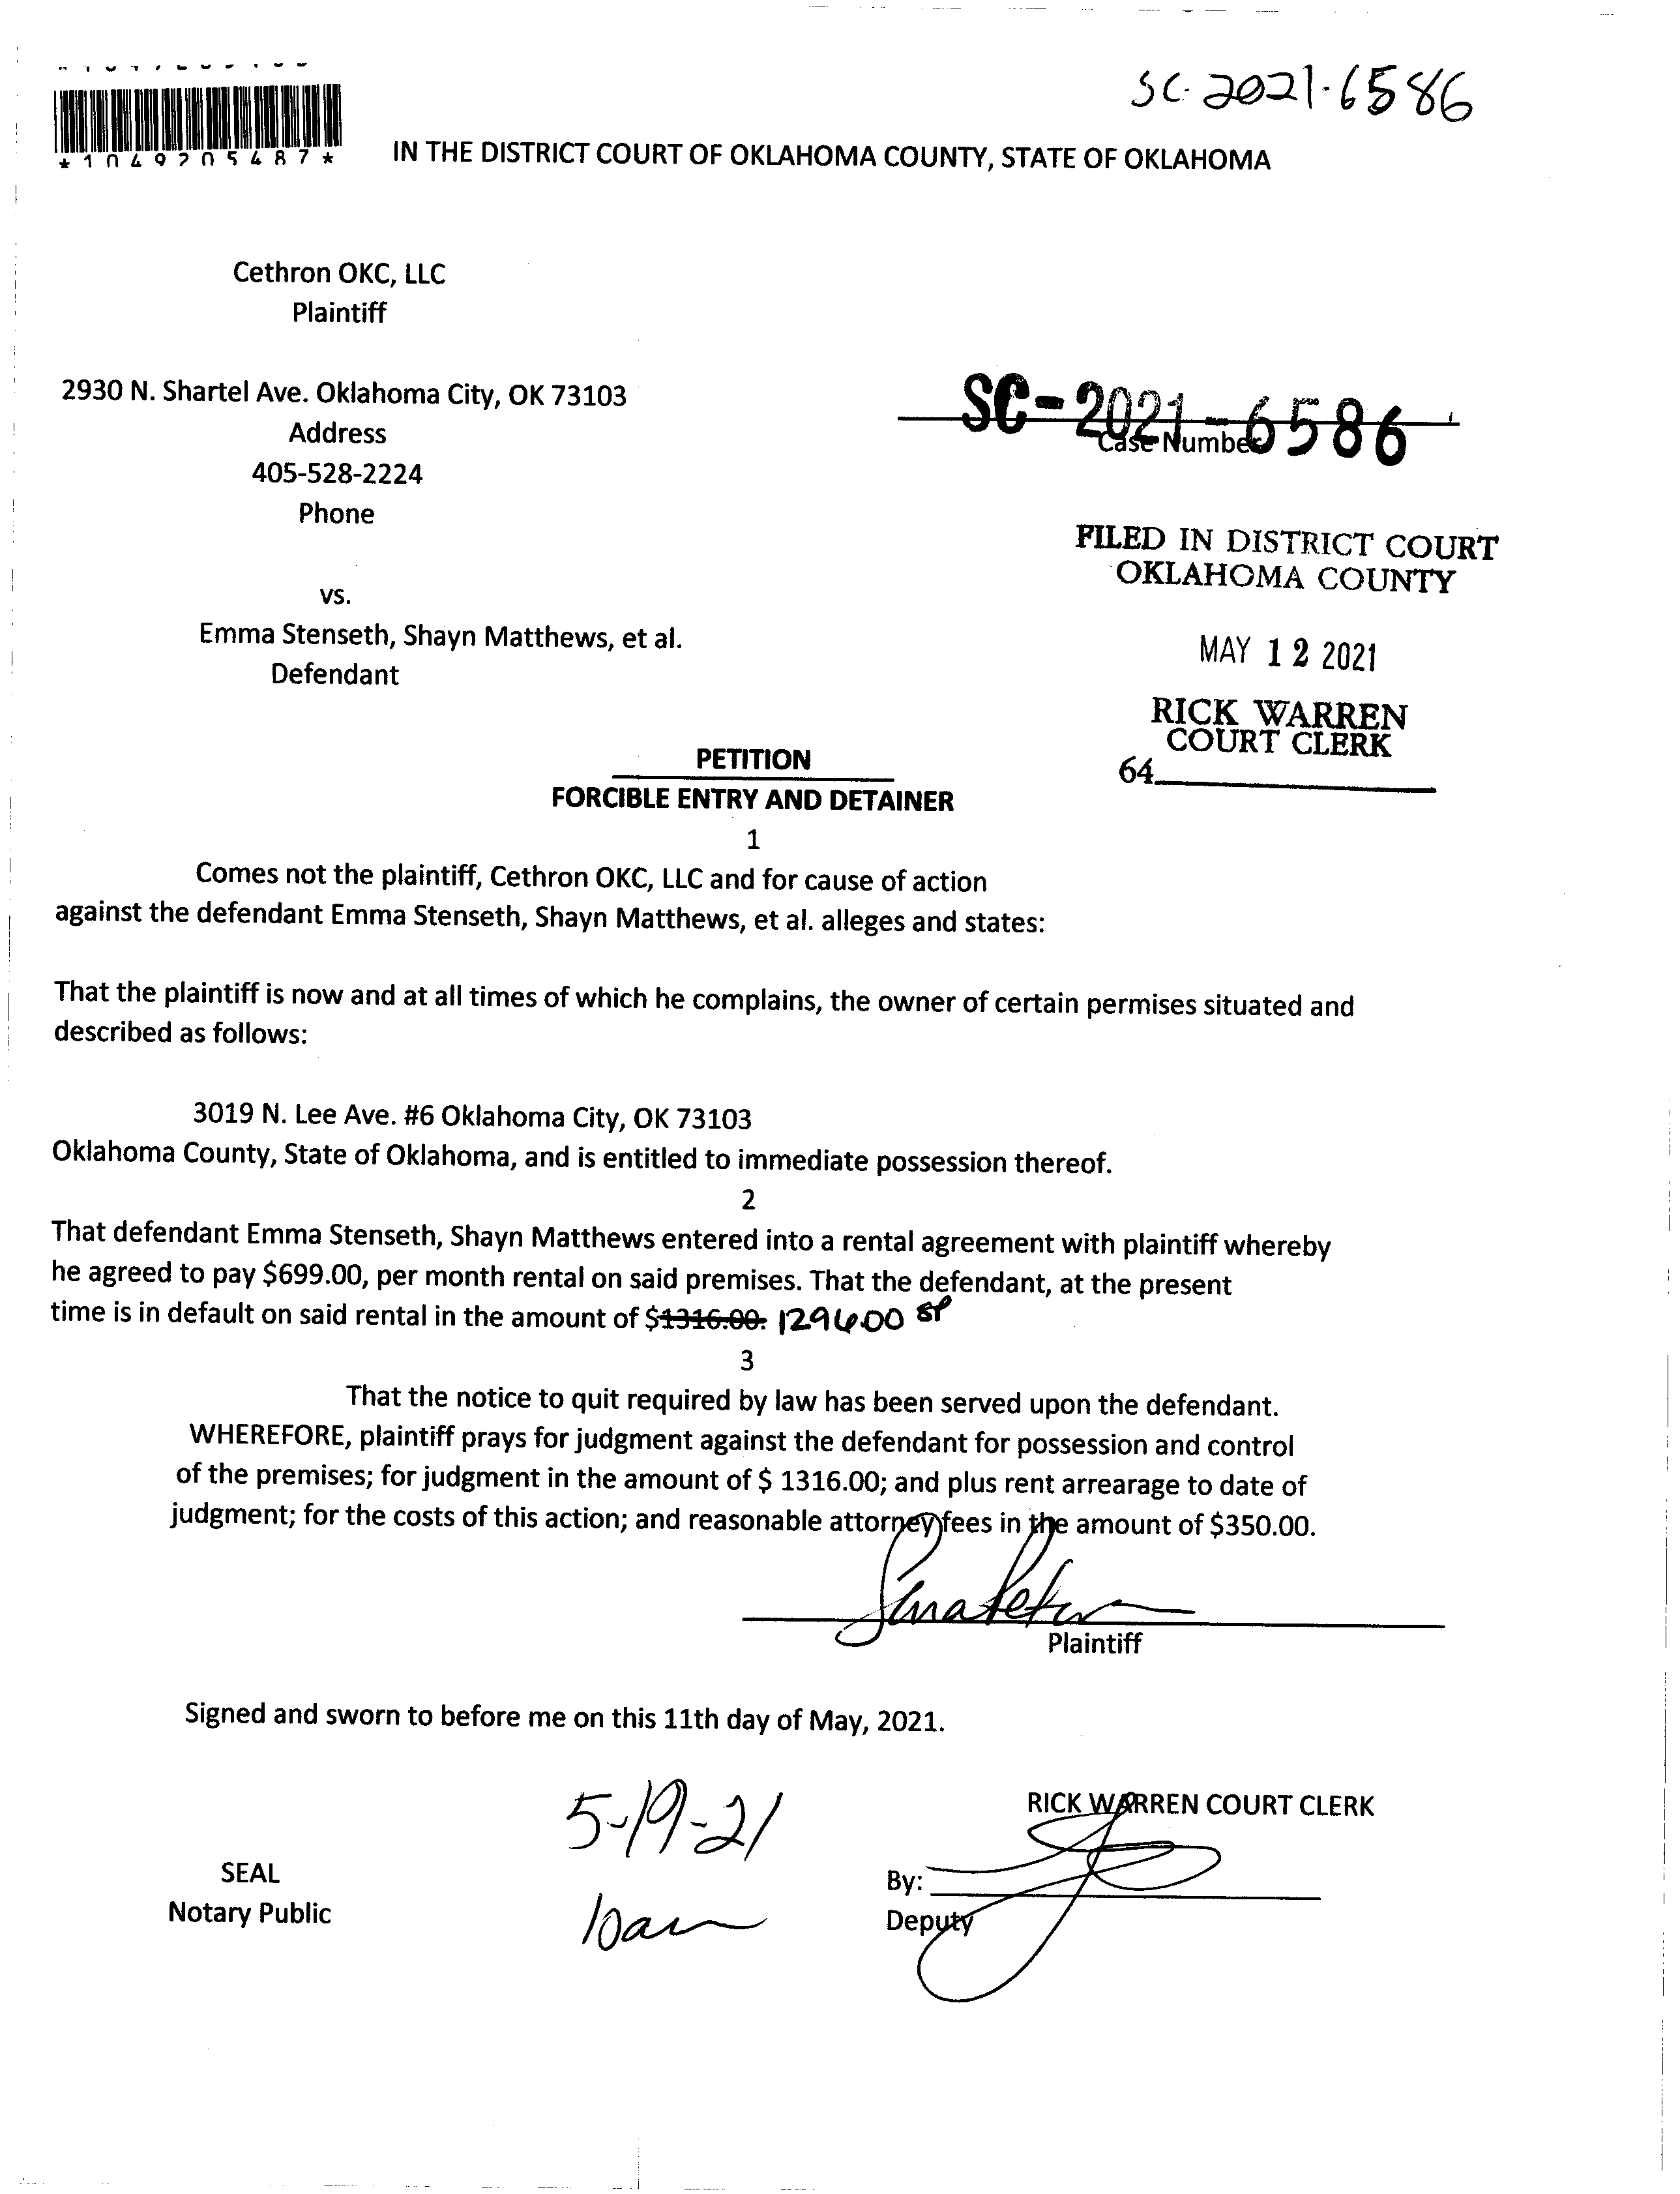 SC-2021-6586
*1049205487*
IN THE DISTRICT COURT OF OKLAHOMA COUNTY, STATE OF OKLAHOMA
Cethron OKC, LLC
Plaintiff
2930 N. Shartel Ave. Oklahoma City, OK 73103
Address
405-528-2224
Phone
SC-2021-6586
Case Number
FILED IN DISTRICT COURT
OKLAHOMA COUNTY
MAY 12 2021
RICK WARREN
COURT CLERK
64
vs.
Emma Stenseth, Shayn Matthews, et al.
Defendant
PETITION
FORCIBLE ENTRY AND DETAINER
1
Comes not the plaintiff, Cethron OKC, LLC and for cause of action
against the defendant Emma Stenseth, Shayn Matthews, et al. alleges and states:
That the plaintiff is now and at all times of which he complains, the owner of certain permises situated and
described as follows:
3019 N. Lee Ave. #6 Oklahoma City, OK 73103
Oklahoma County, State of Oklahoma, and is entitled to immediate possession thereof.
2
That defendant Emma Stenseth, Shayn Matthews entered into a rental agreement with plaintiff whereby
he agreed to pay $699.00, per month rental on said premises. That the defendant, at the present
time is in default on said rental in the amount of $1316.00. 1296.00 SP
3
That the notice to quit required by law has been served upon the defendant.
WHEREFORE, plaintiff prays for judgment against the defendant for possession and control
of the premises; for judgment in the amount of $ 1316.00; and plus rent arrearage to date of
judgment; for the costs of this action; and reasonable attorney fees in the amount of $350.00.
Plaintiff
Signed and sworn to before me on this 11th day of May, 2021.
5-19-21
10am
RICK WARREN COURT CLERK
SEAL
Notary Public
By:
Deputy